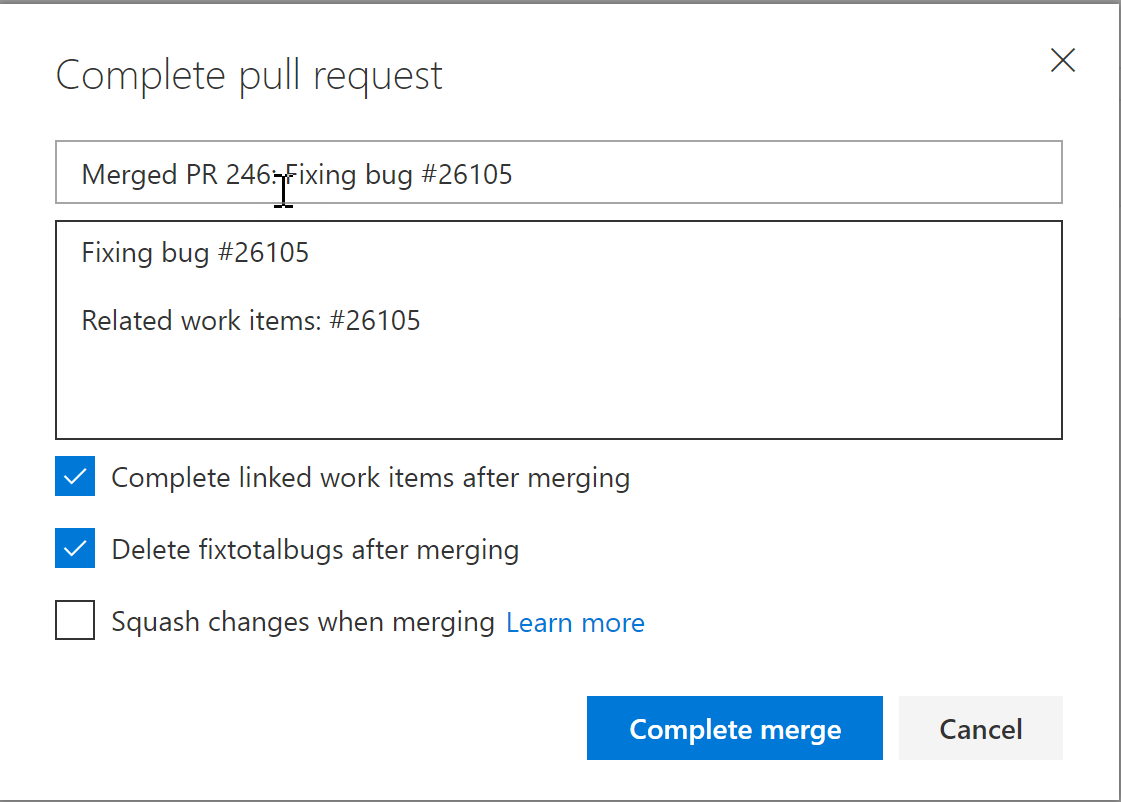 Complete pull request
Merged PR 246: Fixing bug #26105
Fixing bug #26105
Related work items: #26105
Complete linked work items after merging
Delete fixtotalbugs after merging
Squash changes when merging Learn more
Complete merge Cancel